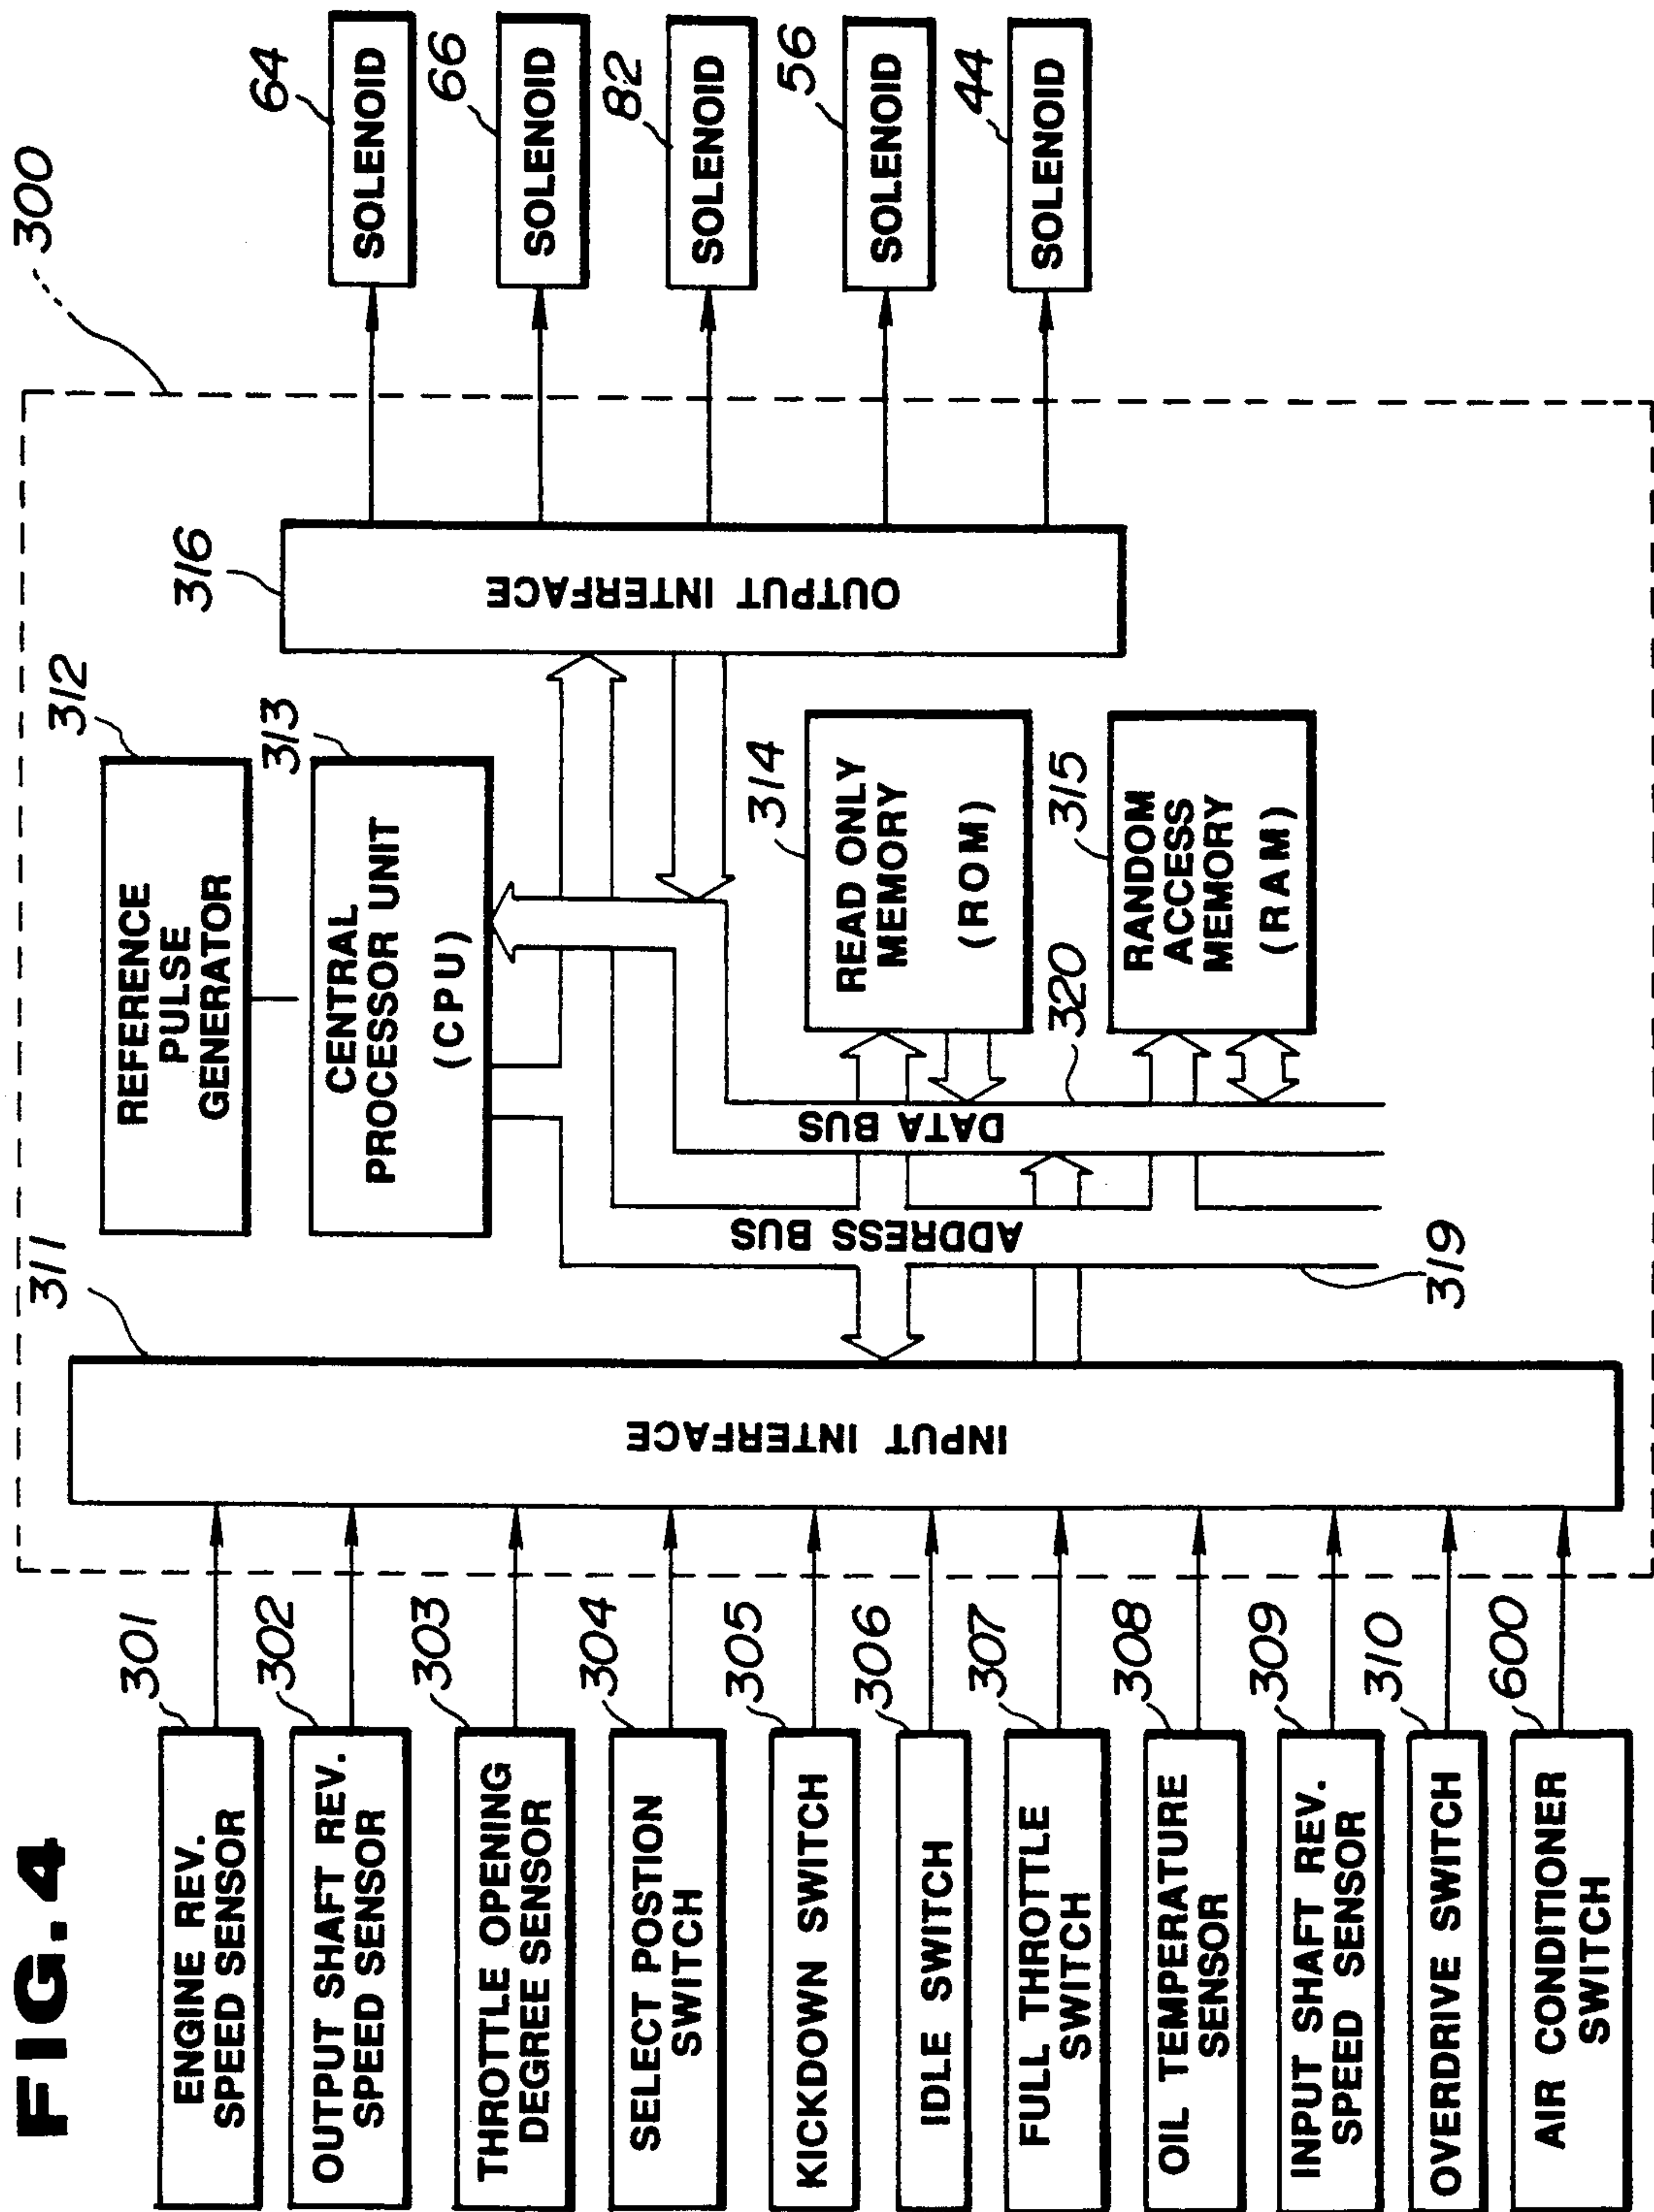 FIG.4
ENGINE REV.
SPEED SENSOR
301
OUTPUT SHAFT REV.
SPEED SENSOR
302
THROTTLE OPENING
DEGREE SENSOR
303
SELECT POSTION
SWITCH
304
KICKDOWN SWITCH
305
IDLE SWITCH
306
FULL THROTTLE
SWITCH
307
OIL TEMPERATURE
SENSOR
308
INPUT SHAFT REV.
SPEED SENSOR
309
OVERDRIVE SWITCH
310
AIR CONDITIONER
SWITCH
600
311
INPUT INTERFACE
REFERENCE
PULSE
GENERATOR
312
CENTRAL
PROCESSOR UNIT
(CPU)
313
ADDRESS BUS
319
DATA BUS
320
READ ONLY
MEMORY
(ROM)
314
RANDOM
ACCESS
MEMORY
(RAM)
315
316
OUTPUT INTERFACE
300
SOLENOID
64
SOLENOID
66
SOLENOID
82
SOLENOID
56
SOLENOID
44